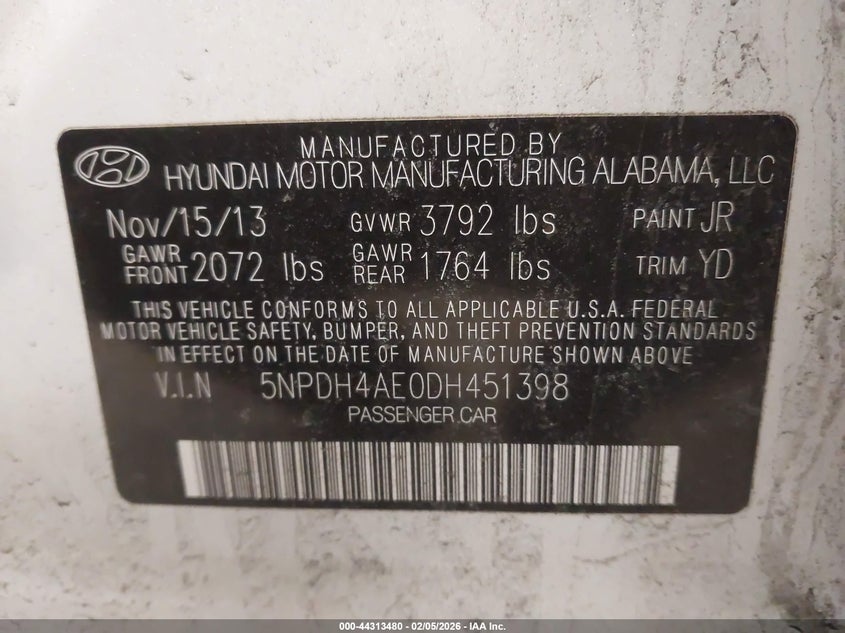 MANUFACTURED BY
HYUNDAI MOTOR MANUFACTURING ALABAMA, LLC
Nov/15/13 GVWR 3792 lbs PAINT JR
GAWR FRONT 2072 lbs GAWR REAR 1764 lbs TRIM YD
THIS VEHICLE CONFORMS TO ALL APPLICABLE U.S.A. FEDERAL
MOTOR VEHICLE SAFETY, BUMPER, AND THEFT PREVENTION STANDARDS
IN EFFECT ON THE DATE OF MANUFACTURE SHOWN ABOVE
V.I.N 5NPDH4AE0DH451398
PASSENGER CAR
000-44313480 - 02/05/2026 - IAA Inc.